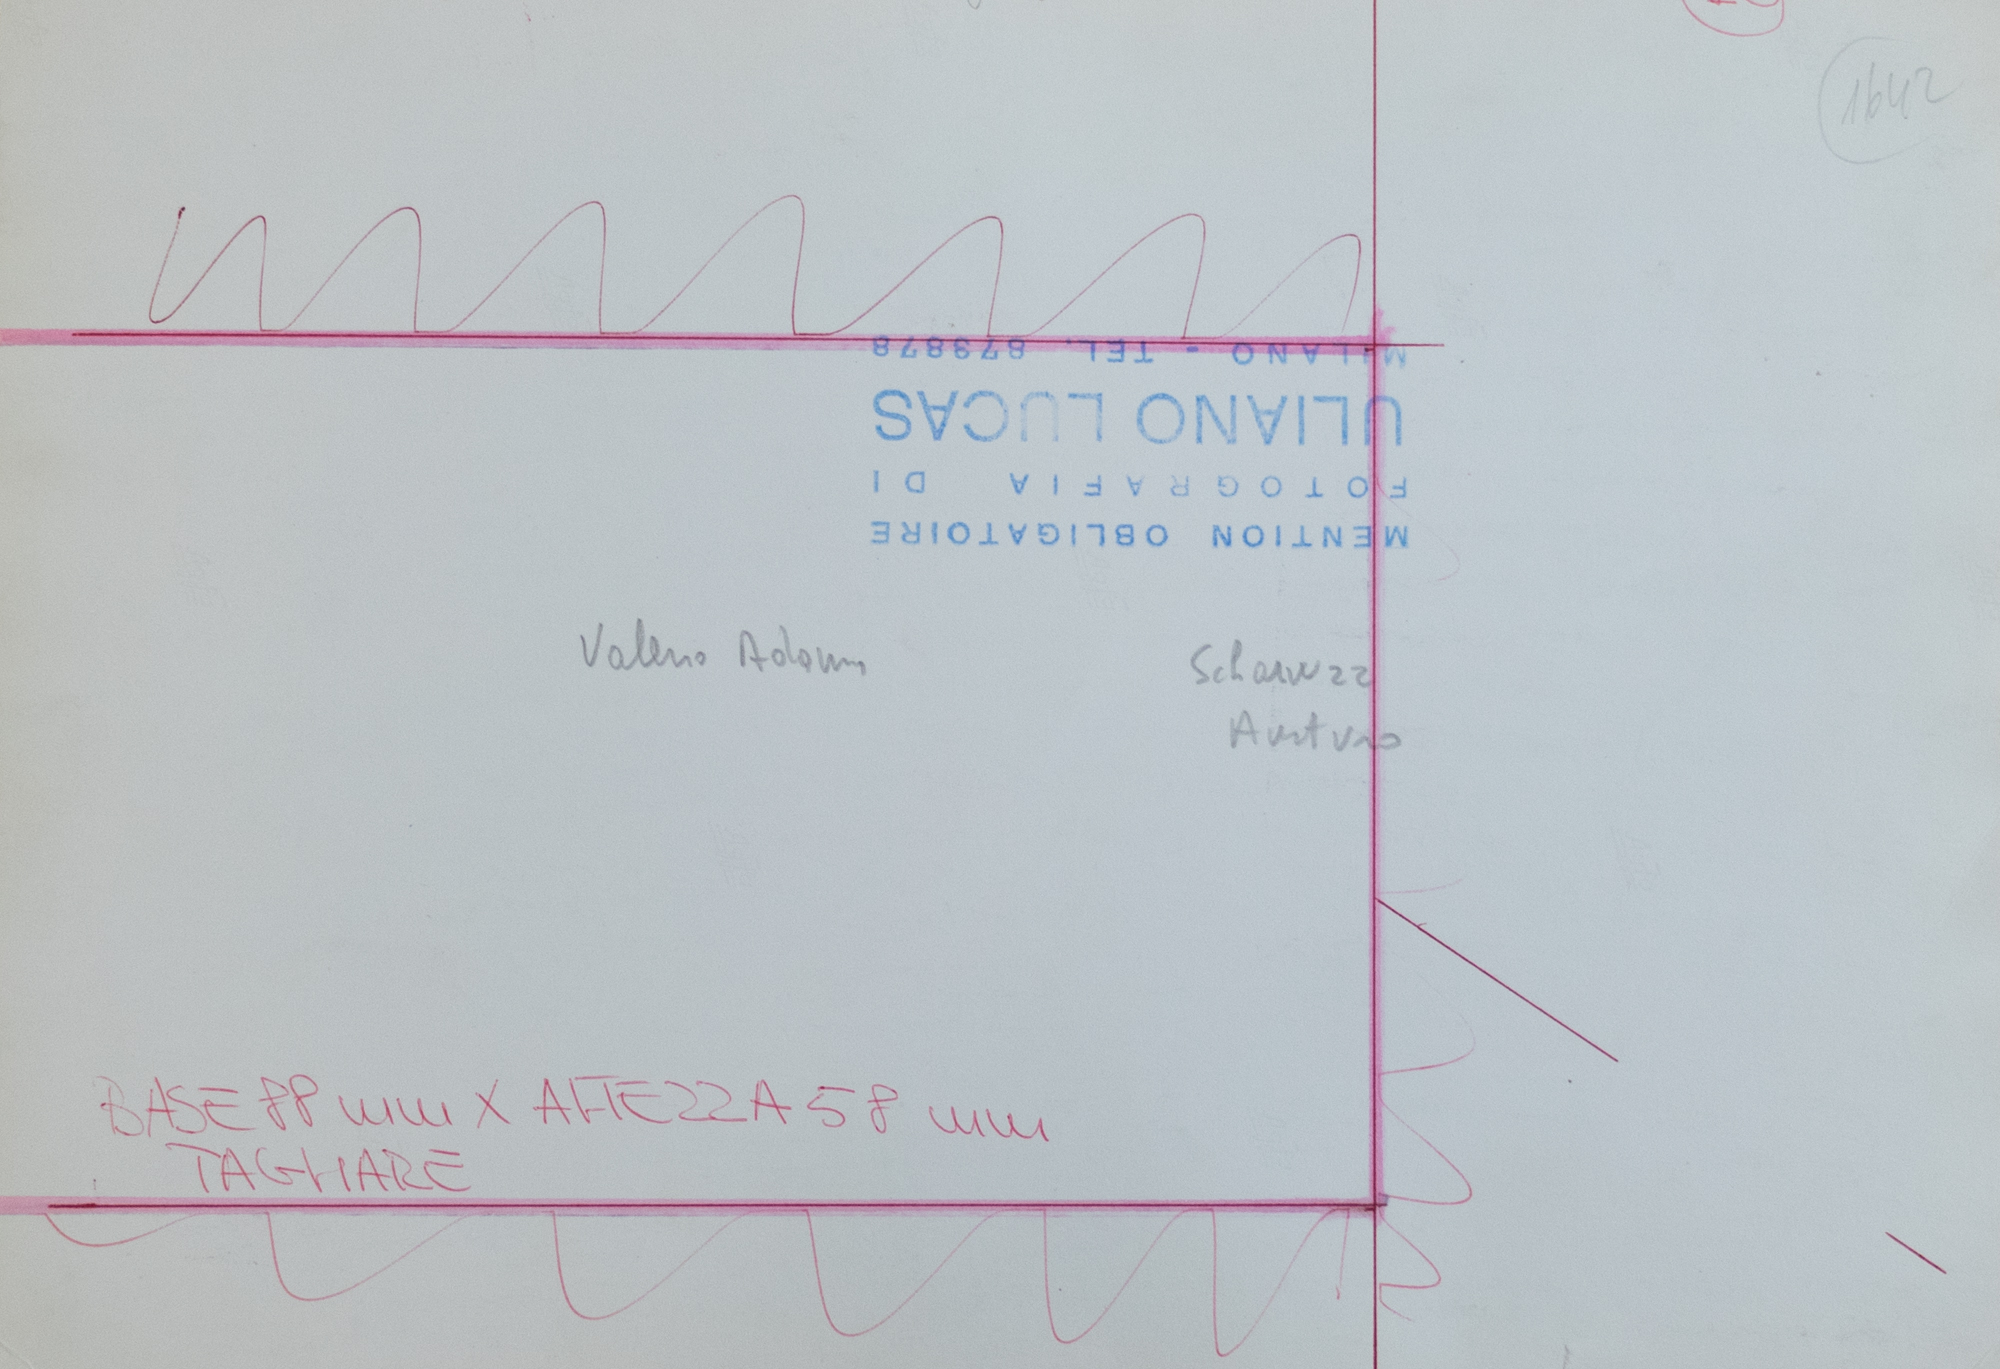 1642
MENTION OBLIGATOIRE
FOTOGRAFIA DI
ULIANO LUCAS
MILANO - TEL. 873878
Valerio Adami
Scharwzz
Arturo
BASE 88 mm X ALTEZZA 58 mm
TAGLIARE